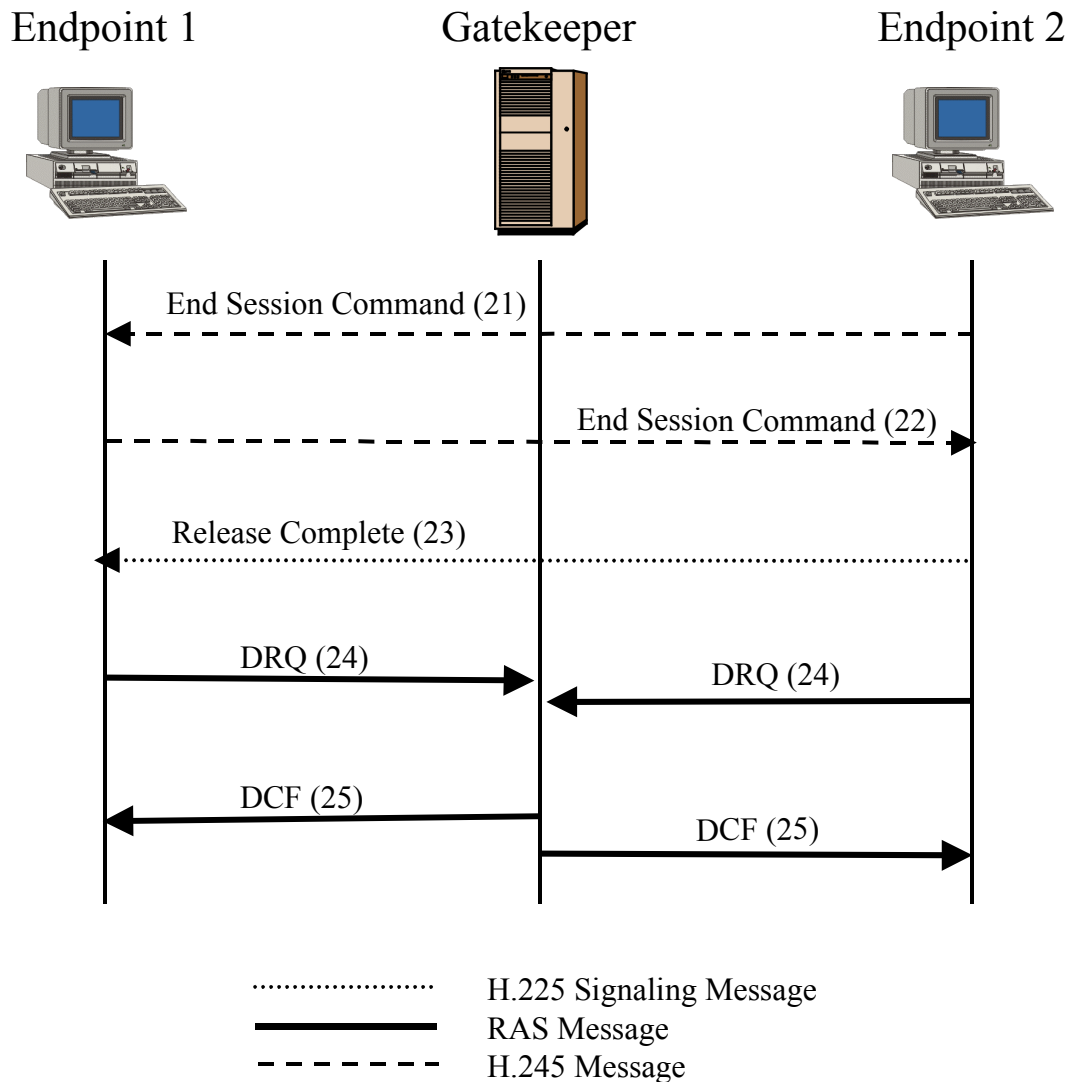 Endpoint 1
Gatekeeper
Endpoint 2
End Session Command (21)
End Session Command (22)
Release Complete (23)
DRQ (24)
DRQ (24)
DCF (25)
DCF (25)
H.225 Signaling Message
RAS Message
H.245 Message